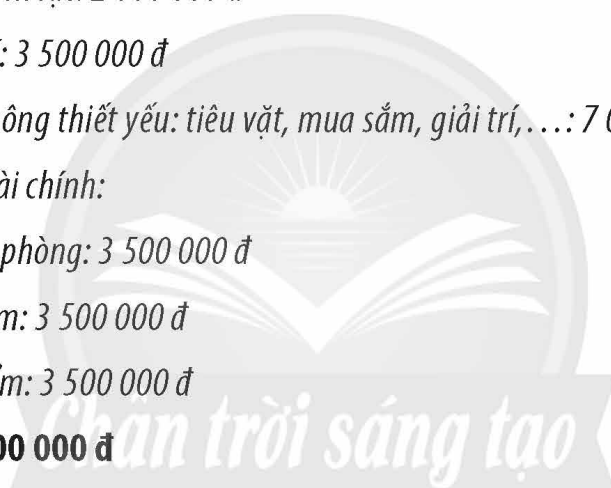 : 3 500 000 đ
ông thiết yếu: tiêu vặt, mua sắm, giải trí,…: 7
ài chính:
phòng: 3 500 000 đ
m: 3 500 000 đ
ểm: 3 500 000 đ
00 000 đ
Chân trời sáng tạo